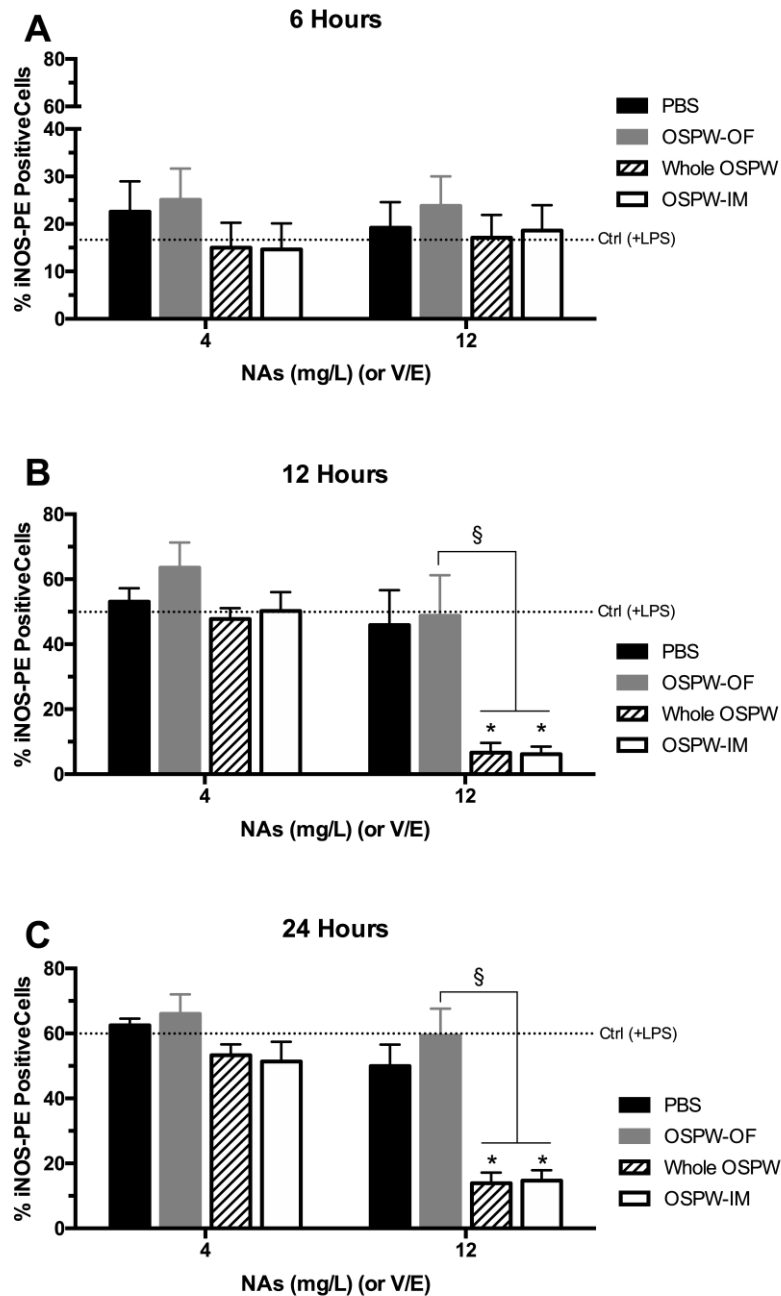 A
6 Hours
80
60
40
30
20
10
0
% iNOS-PE PositiveCells
Ctrl (+LPS)
PBS
OSPW-OF
Whole OSPW
OSPW-IM
4
12
NAs (mg/L) (or V/E)
B
12 Hours
80
60
40
20
0
% iNOS-PE PositiveCells
§
Ctrl (+LPS)
* *
PBS
OSPW-OF
Whole OSPW
OSPW-IM
4
12
NAs (mg/L) (or V/E)
C
24 Hours
80
60
40
20
0
% iNOS-PE PositiveCells
§
Ctrl (+LPS)
* *
PBS
OSPW-OF
Whole OSPW
OSPW-IM
4
12
NAs (mg/L) (or V/E)